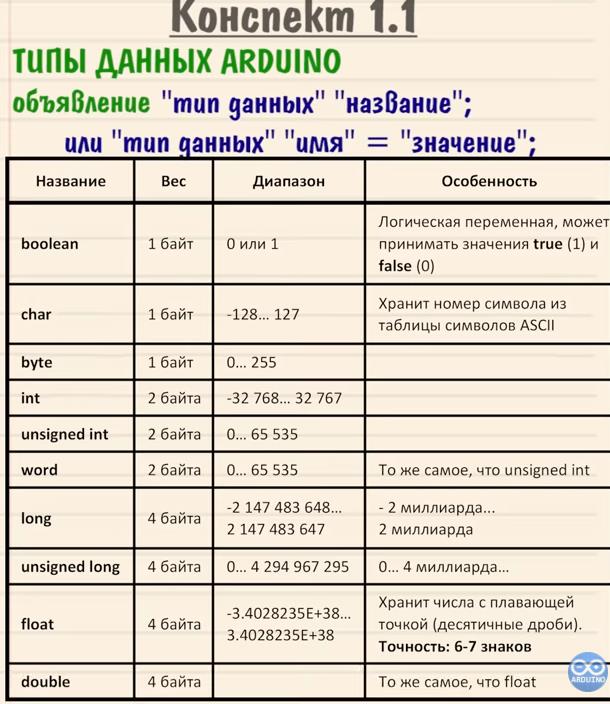 Конспект 1.1
ТИПЫ ДАННЫХ ARDUINO
объявление "тип данных" "название";
или "тип данных" "имя" = "значение";
Название Вес Диапазон Особенность
boolean 1 байт 0 или 1 Логическая переменная, может
принимать значения true (1) и
false (0)
char 1 байт -128... 127 Хранит номер символа из
таблицы символов ASCII
byte 1 байт 0... 255
int 2 байта -32 768... 32 767
unsigned int 2 байта 0... 65 535
word 2 байта 0... 65 535 То же самое, что unsigned int
long 4 байта -2 147 483 648...
2 147 483 647
- 2 миллиарда...
2 миллиарда
unsigned long 4 байта 0... 4 294 967 295 0... 4 миллиарда...
float 4 байта -3.4028235E+38...
3.4028235E+38
Хранит числа с плавающей
точкой (десятичные дроби).
Точность: 6-7 знаков
double 4 байта То же самое, что float
ARDUINO